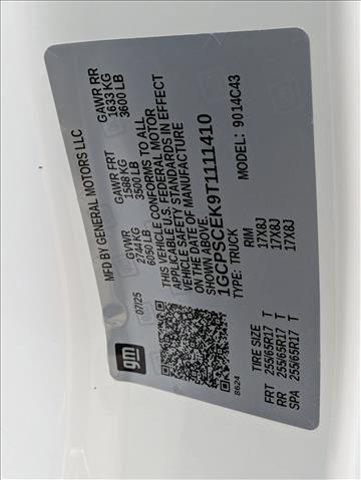 gm
MFD BY GENERAL MOTORS LLC
07/25
GVWR
2744 KG
6050 LB
GAWR FRT
1588 KG
3500 LB
GAWR RR
1633 KG
3600 LB
THIS VEHICLE CONFORMS TO ALL
APPLICABLE U.S. FEDERAL MOTOR
VEHICLE SAFETY STANDARDS IN EFFECT
ON THE DATE OF MANUFACTURE
SHOWN ABOVE.
1GCPSCEK9T1111410
TYPE: TRUCK
MODEL: 9014C43
8624
TIRE SIZE
RIM
FRT 255/65R17 T 17X8J
RR 255/65R17 T 17X8J
SPA 255/65R17 T 17X8J